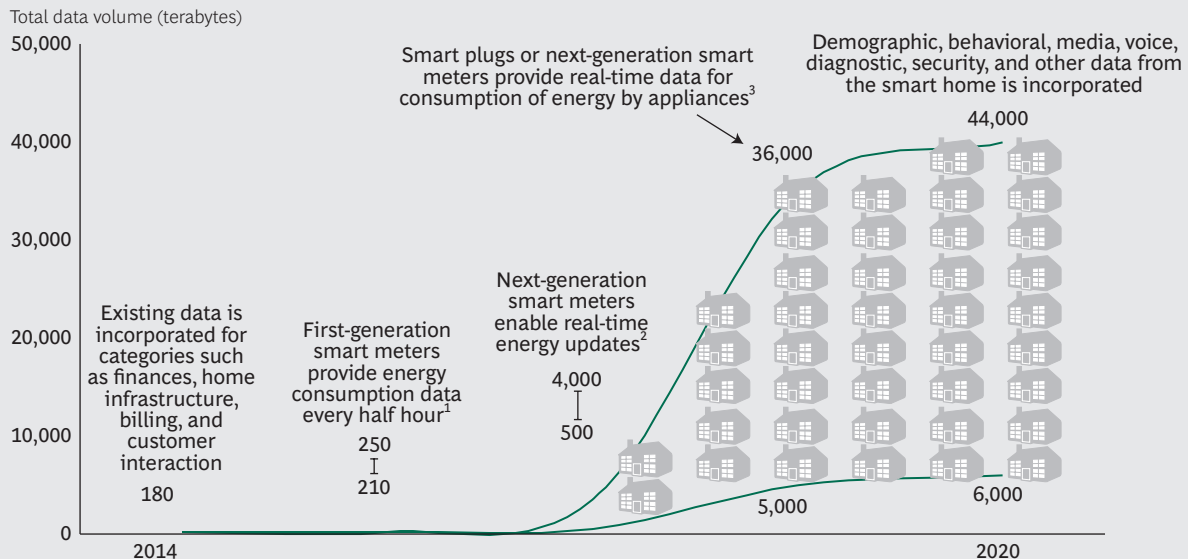 Total data volume (terabytes)
50,000
40,000
30,000
20,000
10,000
0
Existing data is
incorporated for
categories such
as finances, home
infrastructure,
billing, and
customer
interaction
180
First-generation
smart meters
provide energy
consumption data
every half hour1
250
210
Next-generation
smart meters
enable real-time
energy updates2
4,000
500
Smart plugs or next-generation smart
meters provide real-time data for
consumption of energy by appliances3
36,000
5,000
Demographic, behavioral, media, voice,
diagnostic, security, and other data from
the smart home is incorporated
44,000
6,000
2014
2020